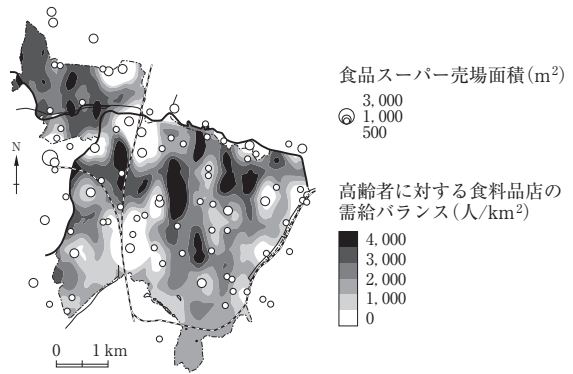 食品スーパー売場面積(m²)
3,000
1,000
500
N
高齢者に対する食料品店の
需給バランス(人/km²)
4,000
3,000
2,000
1,000
0
0 1 km